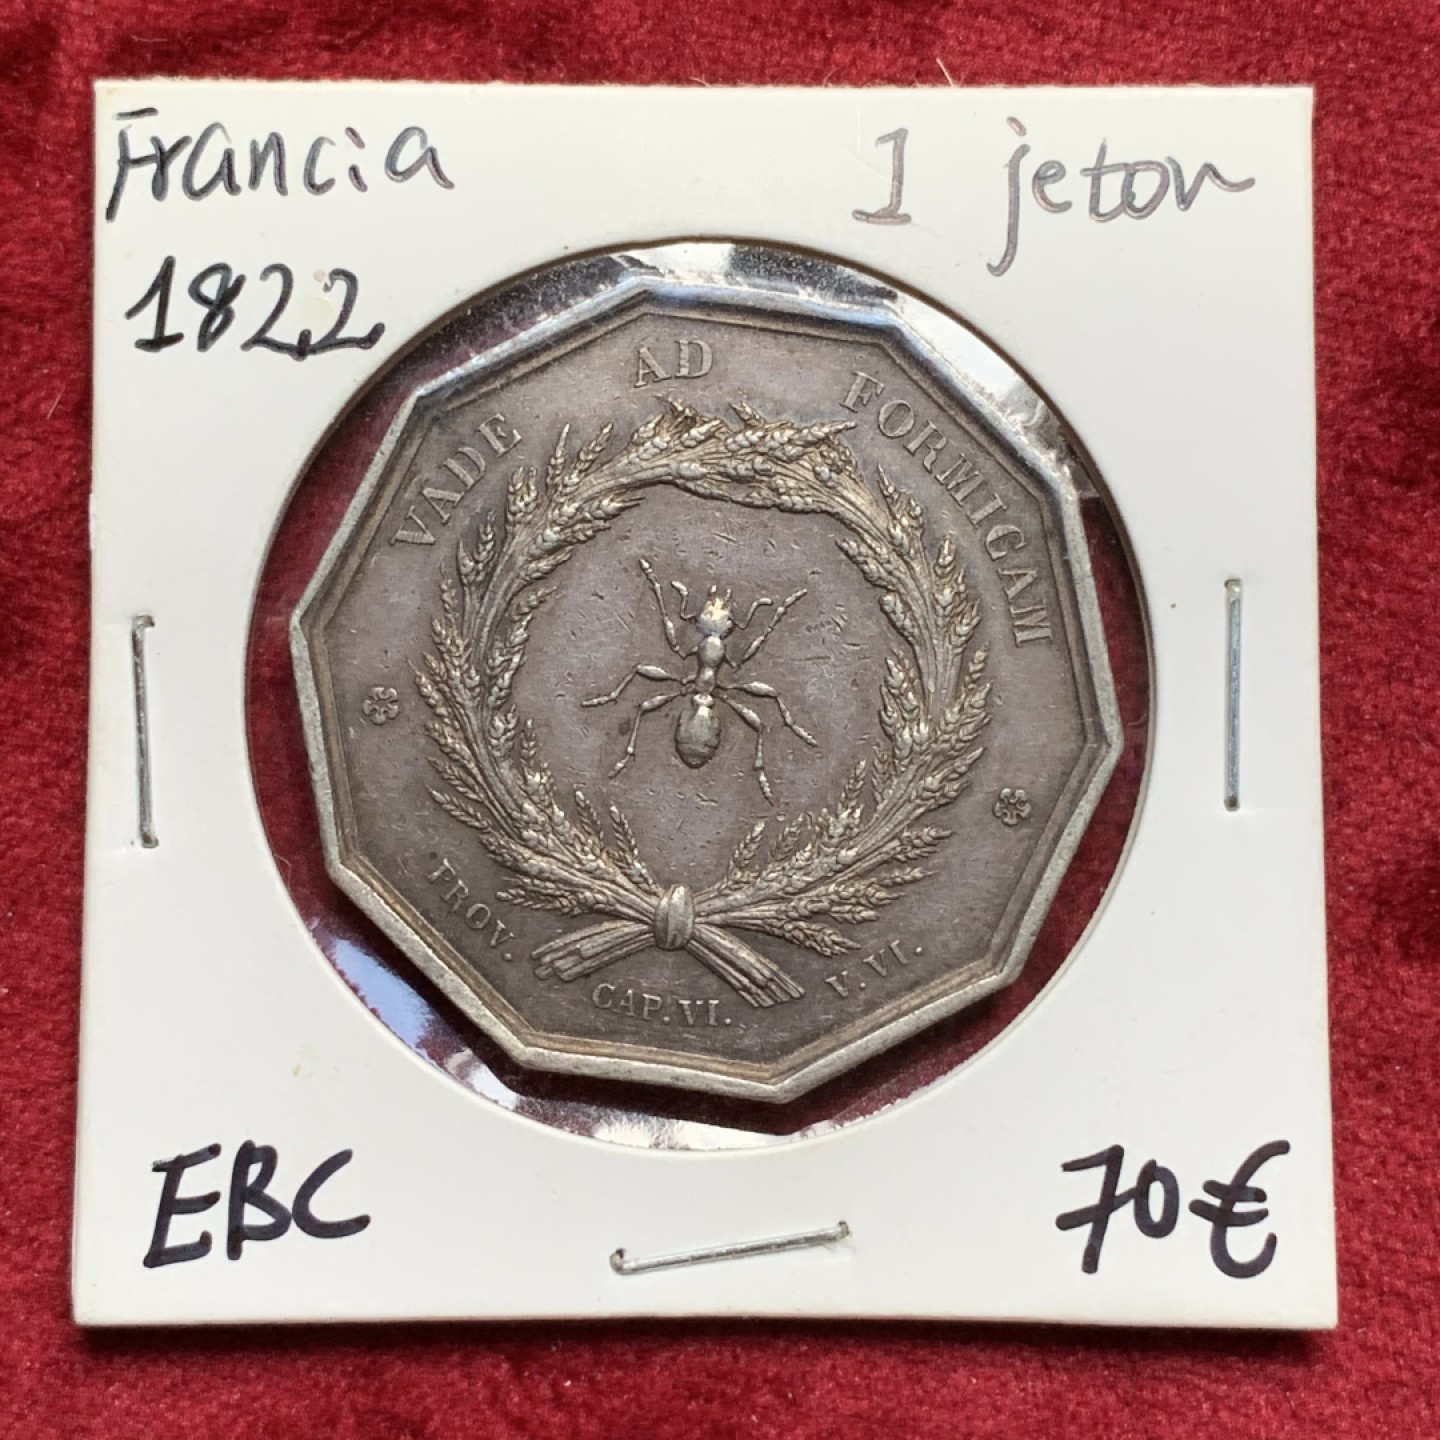 Francia 1 jeton
1822
VADE AD FORMICAM
PROV. CAP. VI. V. VI.
EBC 70€